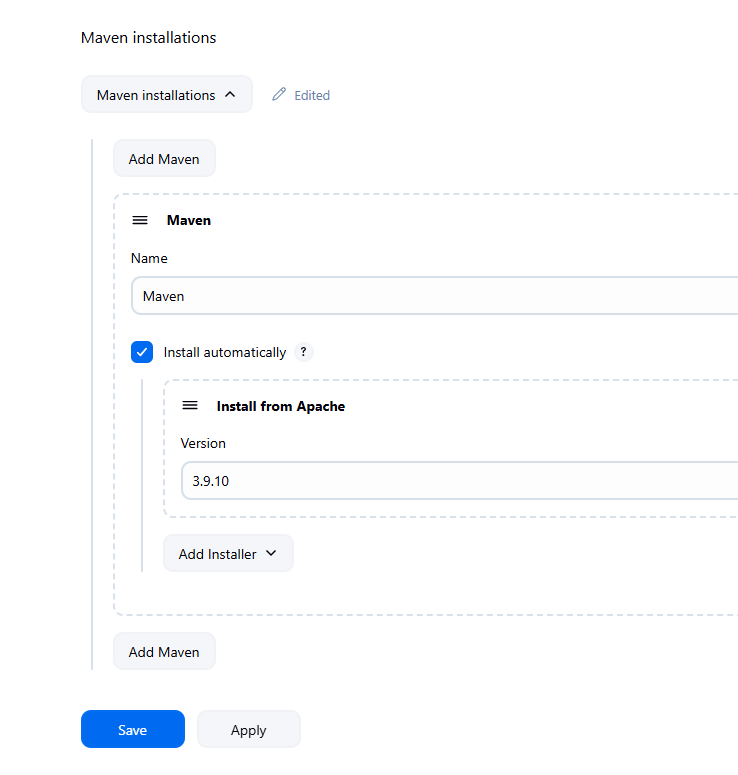 Maven installations
Maven installations
Edited
Add Maven
Maven
Name
Maven
Install automatically ?
Install from Apache
Version
3.9.10
Add Installer
Add Maven
Save Apply